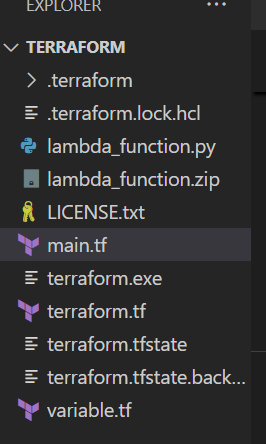 EXPLORER ...
TERRAFORM
.terraform
.terraform.lock.hcl
lambda_function.py
lambda_function.zip
LICENSE.txt
main.tf
terraform.exe
terraform.tf
terraform.tfstate
terraform.tfstate.back...
variable.tf